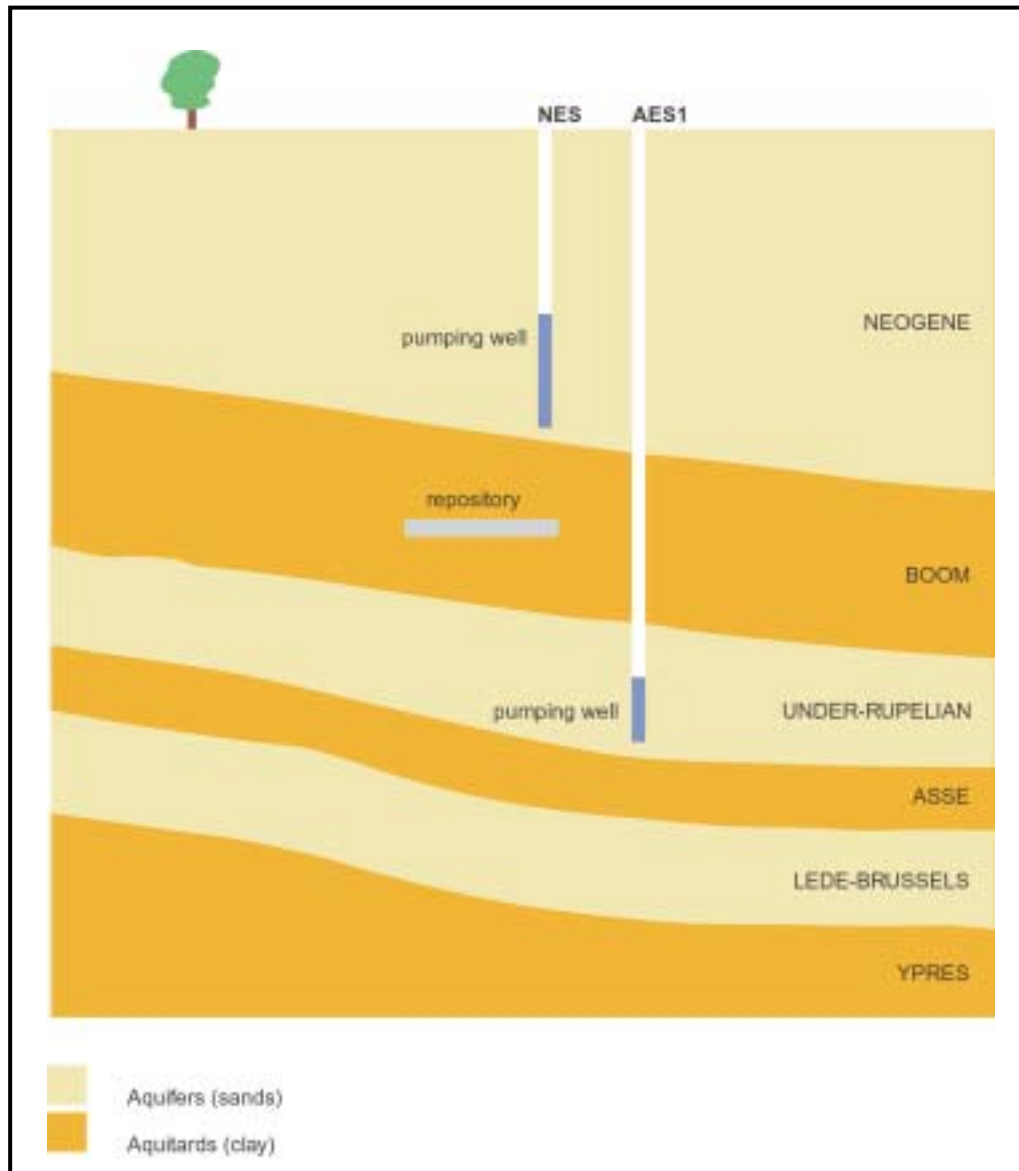 NES AES1
NEOGENE
pumping well
repository
BOOM
pumping well
UNDER-RUPELIAN
ASSE
LEDE-BRUSSELS
YPRES
Aquifers (sands)
Aquitards (clay)